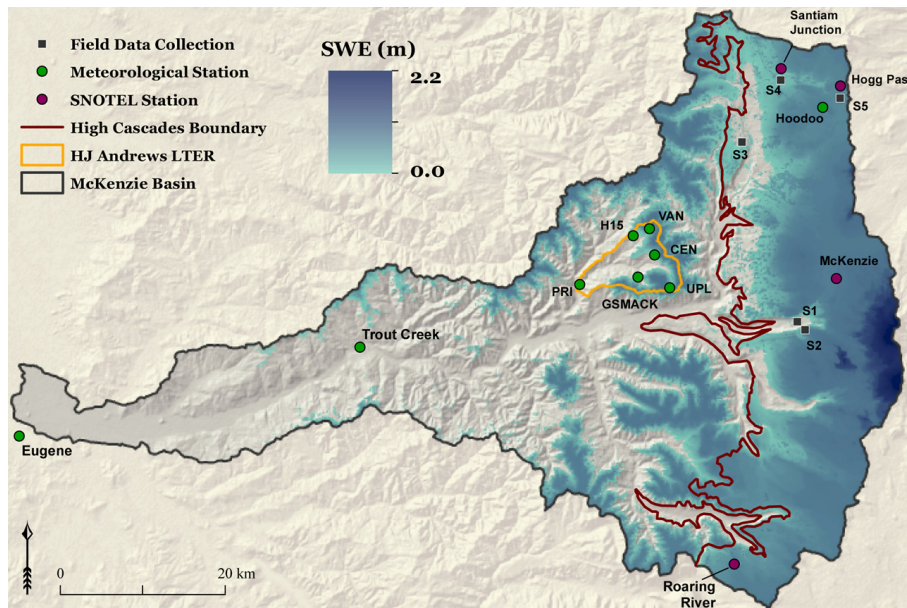 Field Data Collection
Meteorological Station
SNOTEL Station
High Cascades Boundary
HJ Andrews LTER
McKenzie Basin
SWE (m)
2.2
0.0
Santiam
Junction
S4
Hogg Pas
S5
Hoodoo
S3
VAN
H15
CEN
McKenzie
PRI
UPL
GSMACK
S1
S2
Trout Creek
Eugene
0 20 km
Roaring
River